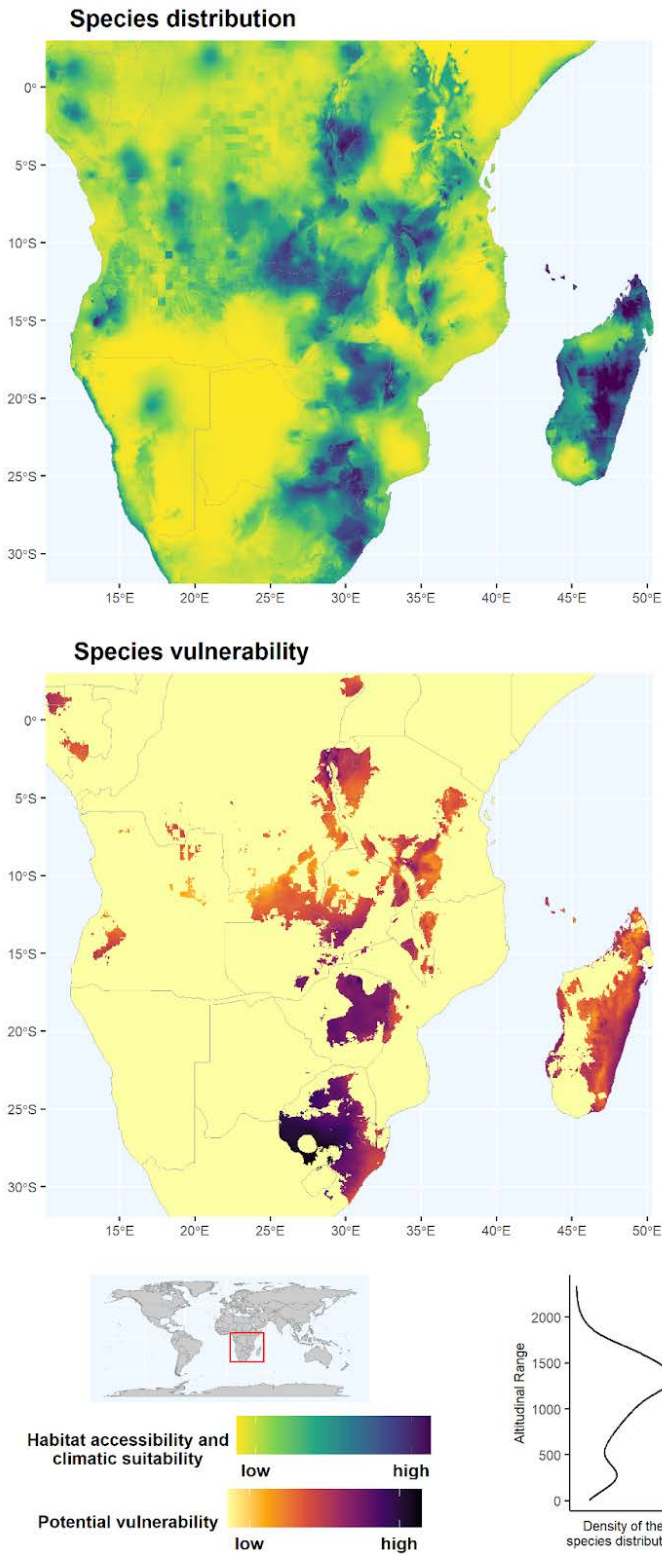 Species distribution
0°
5°S
10°S
15°S
20°S
25°S
30°S
15°E 20°E 25°E 30°E 35°E 40°E 45°E 50°E
Species vulnerability
0°
5°S
10°S
15°S
20°S
25°S
30°S
15°E 20°E 25°E 30°E 35°E 40°E 45°E 50°E
Habitat accessibility and
climatic suitability
low high
Potential vulnerability
low high
Altitudinal Range
2000
1500
1000
500
0
Density of the
species distribut